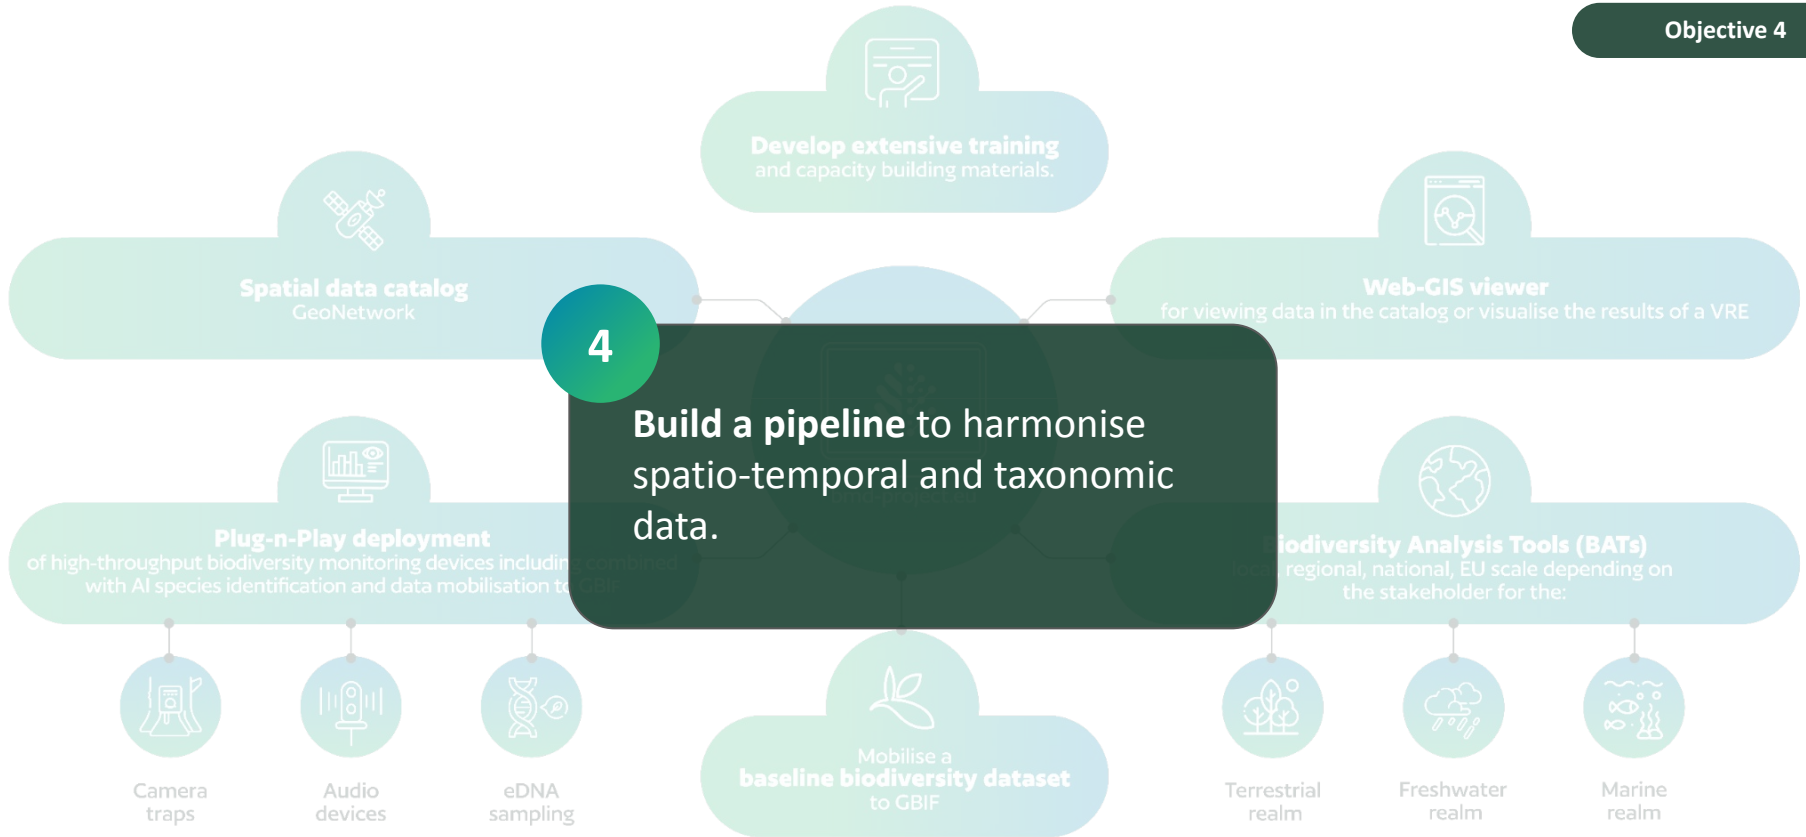 Objective 4
Develop extensive training
and capacity building materials.
Spatial data catalog
GeoNetwork
Web-GIS viewer
for viewing data in the catalog or visualise the results of a VRE
4
Build a pipeline to harmonise
spatio-temporal and taxonomic
data.
Plug-n-Play deployment
of high-throughput biodiversity monitoring devices including combined
with AI species identification and data mobilisation to GBIF
Biodiversity Analysis Tools (BATs)
local, regional, national, EU scale depending on
the stakeholder for the:
Camera
traps
Audio
devices
eDNA
sampling
Mobilise a
baseline biodiversity dataset
to GBIF
Terrestrial
realm
Freshwater
realm
Marine
realm